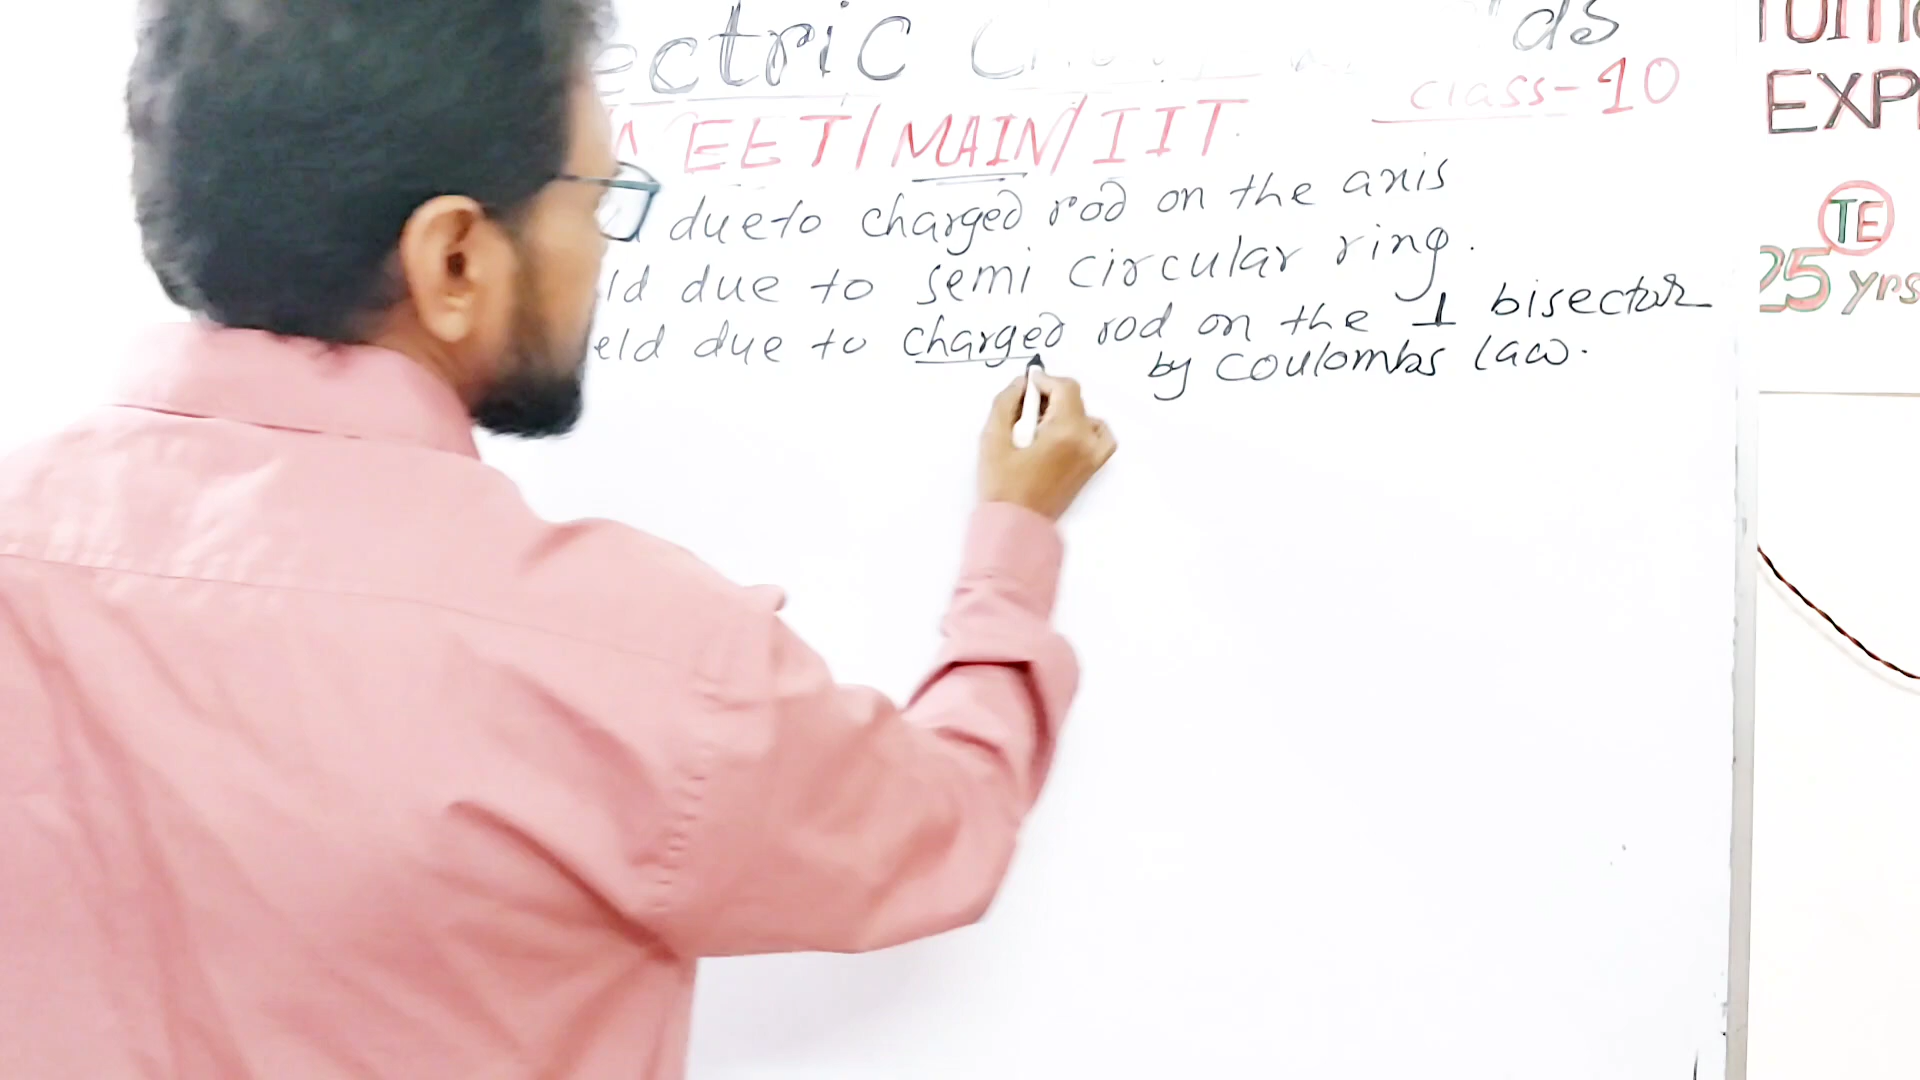 ectric C ds
class-10
NEET/MAIN/IIT
due to charged rod on the axis
ld due to semi circular ring.
eld due to charged rod on the ⊥ bisector
by coulombs law.
EXP
TE
25 yrs